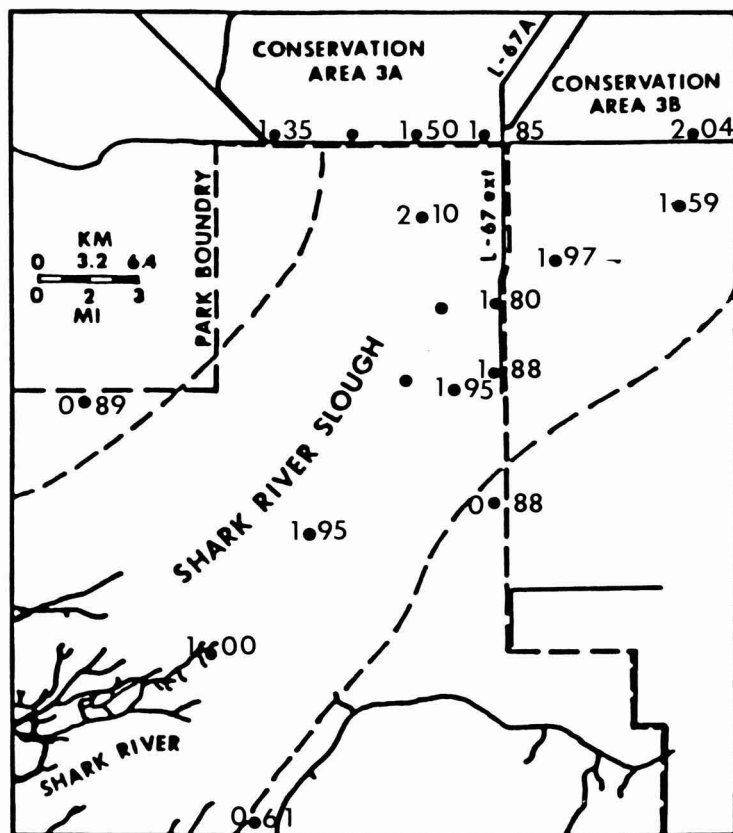 CONSERVATION
AREA 3A
L-67A
CONSERVATION
AREA 3B
1.35
1.50
1.85
2.04
PARK BOUNDRY
L-67 ext
2.10
1.59
1.97
KM
0 3.2 6.4
0 2 3
MI
1.80
1.88
1.95
0.89
SHARK RIVER SLOUGH
0.88
1.95
1.00
SHARK RIVER
0.61